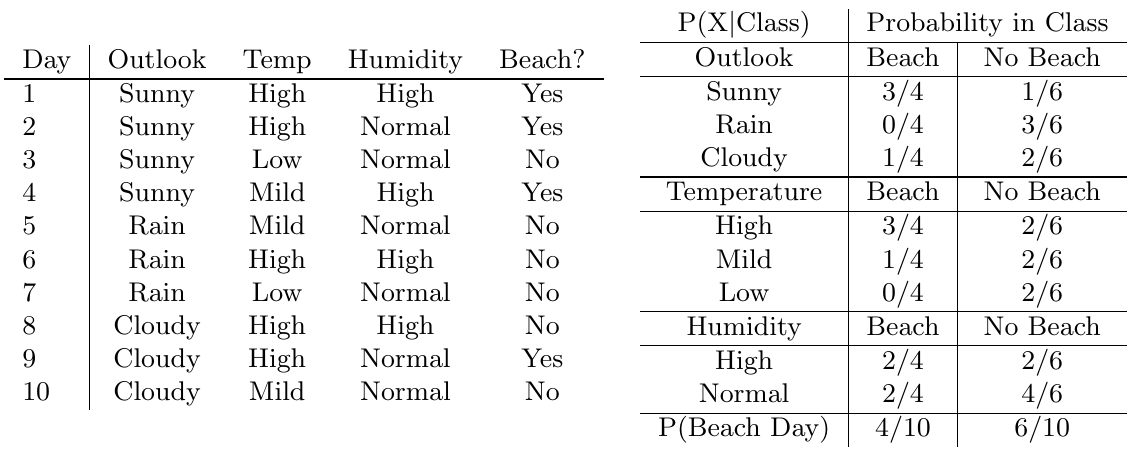 Day Outlook Temp Humidity Beach?
1 Sunny High High Yes
2 Sunny High Normal Yes
3 Sunny Low Normal No
4 Sunny Mild High Yes
5 Rain Mild Normal No
6 Rain High High No
7 Rain Low Normal No
8 Cloudy High High No
9 Cloudy High Normal Yes
10 Cloudy Mild Normal No
P(X|Class) Probability in Class
Outlook Beach No Beach
Sunny 3/4 1/6
Rain 0/4 3/6
Cloudy 1/4 2/6
Temperature Beach No Beach
High 3/4 2/6
Mild 1/4 2/6
Low 0/4 2/6
Humidity Beach No Beach
High 2/4 2/6
Normal 2/4 4/6
P(Beach Day) 4/10 6/10